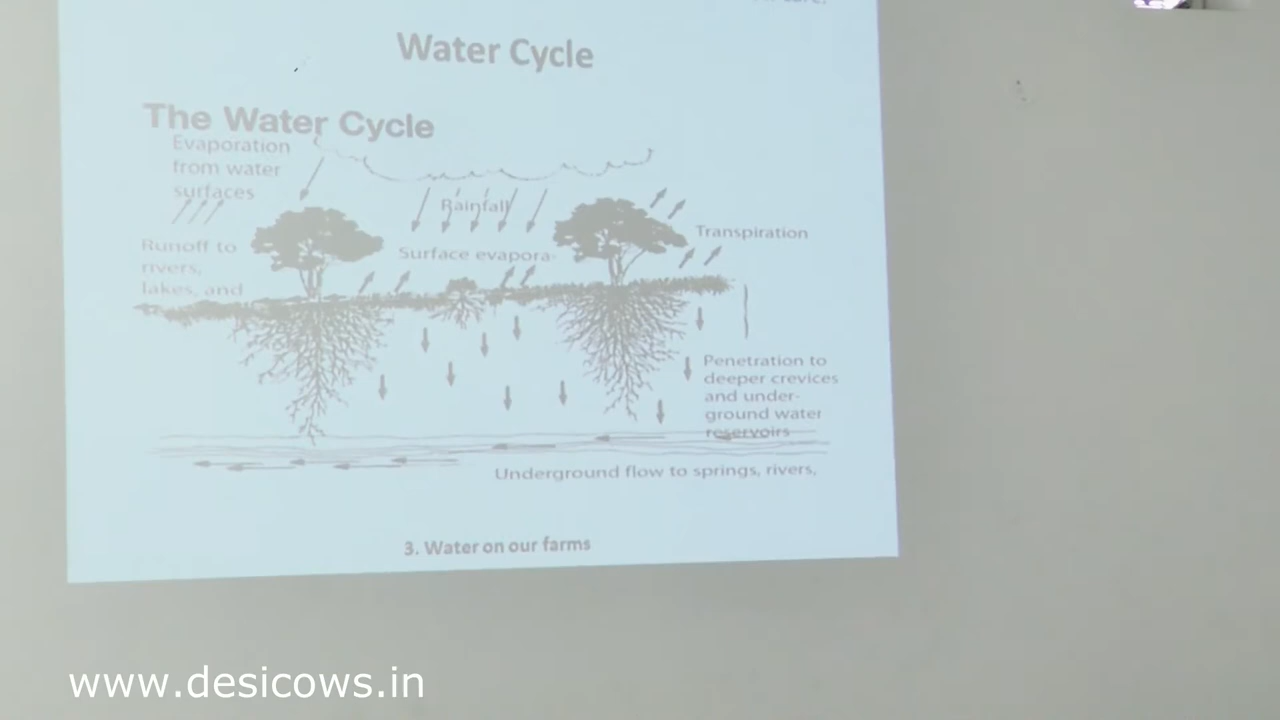 Water Cycle
The Water Cycle
Evaporation
from water
surfaces
Rainfall
Transpiration
Runoff to
rivers,
lakes, and
Surface evapora-
Penetration to
deeper crevices
and under-
ground water
reservoirs
Underground flow to springs, rivers,
3. Water on our farms
www.desicows.in